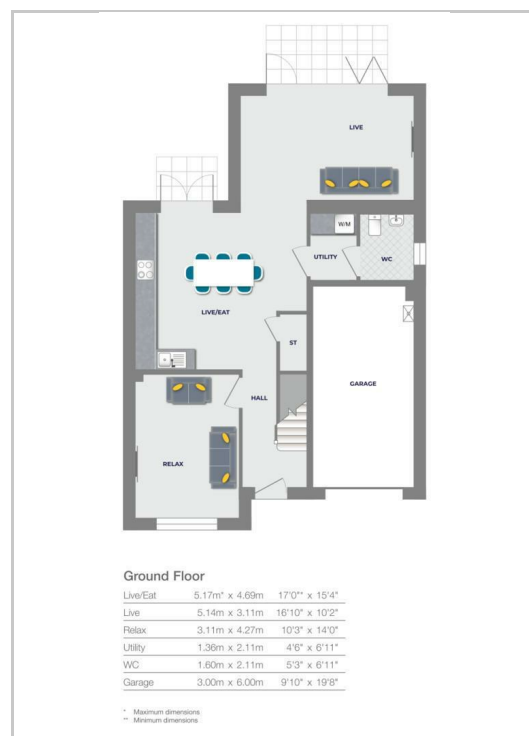 LIVE
W/M
UTILITY
WC
LIVE/EAT
ST
GARAGE
HALL
RELAX
Ground Floor
Live/Eat 5.17m* x 4.69m 17'0"* x 15'4"
Live 5.14m x 3.11m 16'10" x 10'2"
Relax 3.11m x 4.27m 10'3" x 14'0"
Utility 1.36m x 2.11m 4'6" x 6'11"
WC 1.60m x 2.11m 5'3" x 6'11"
Garage 3.00m x 6.00m 9'10" x 19'8"
* Maximum dimensions
** Minimum dimensions